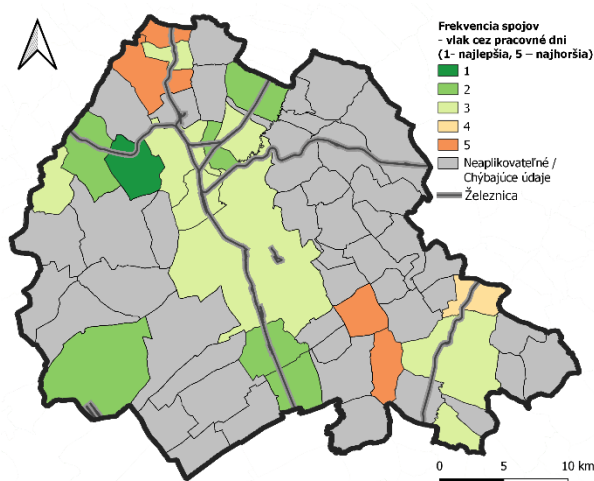 Frekvencia spojov
- vlak cez pracovné dni
(1- najlepšia, 5 – najhoršia)
1
2
3
4
5
Neaplikovateľné /
Chýbajúce údaje
Železnica
0 5 10 km